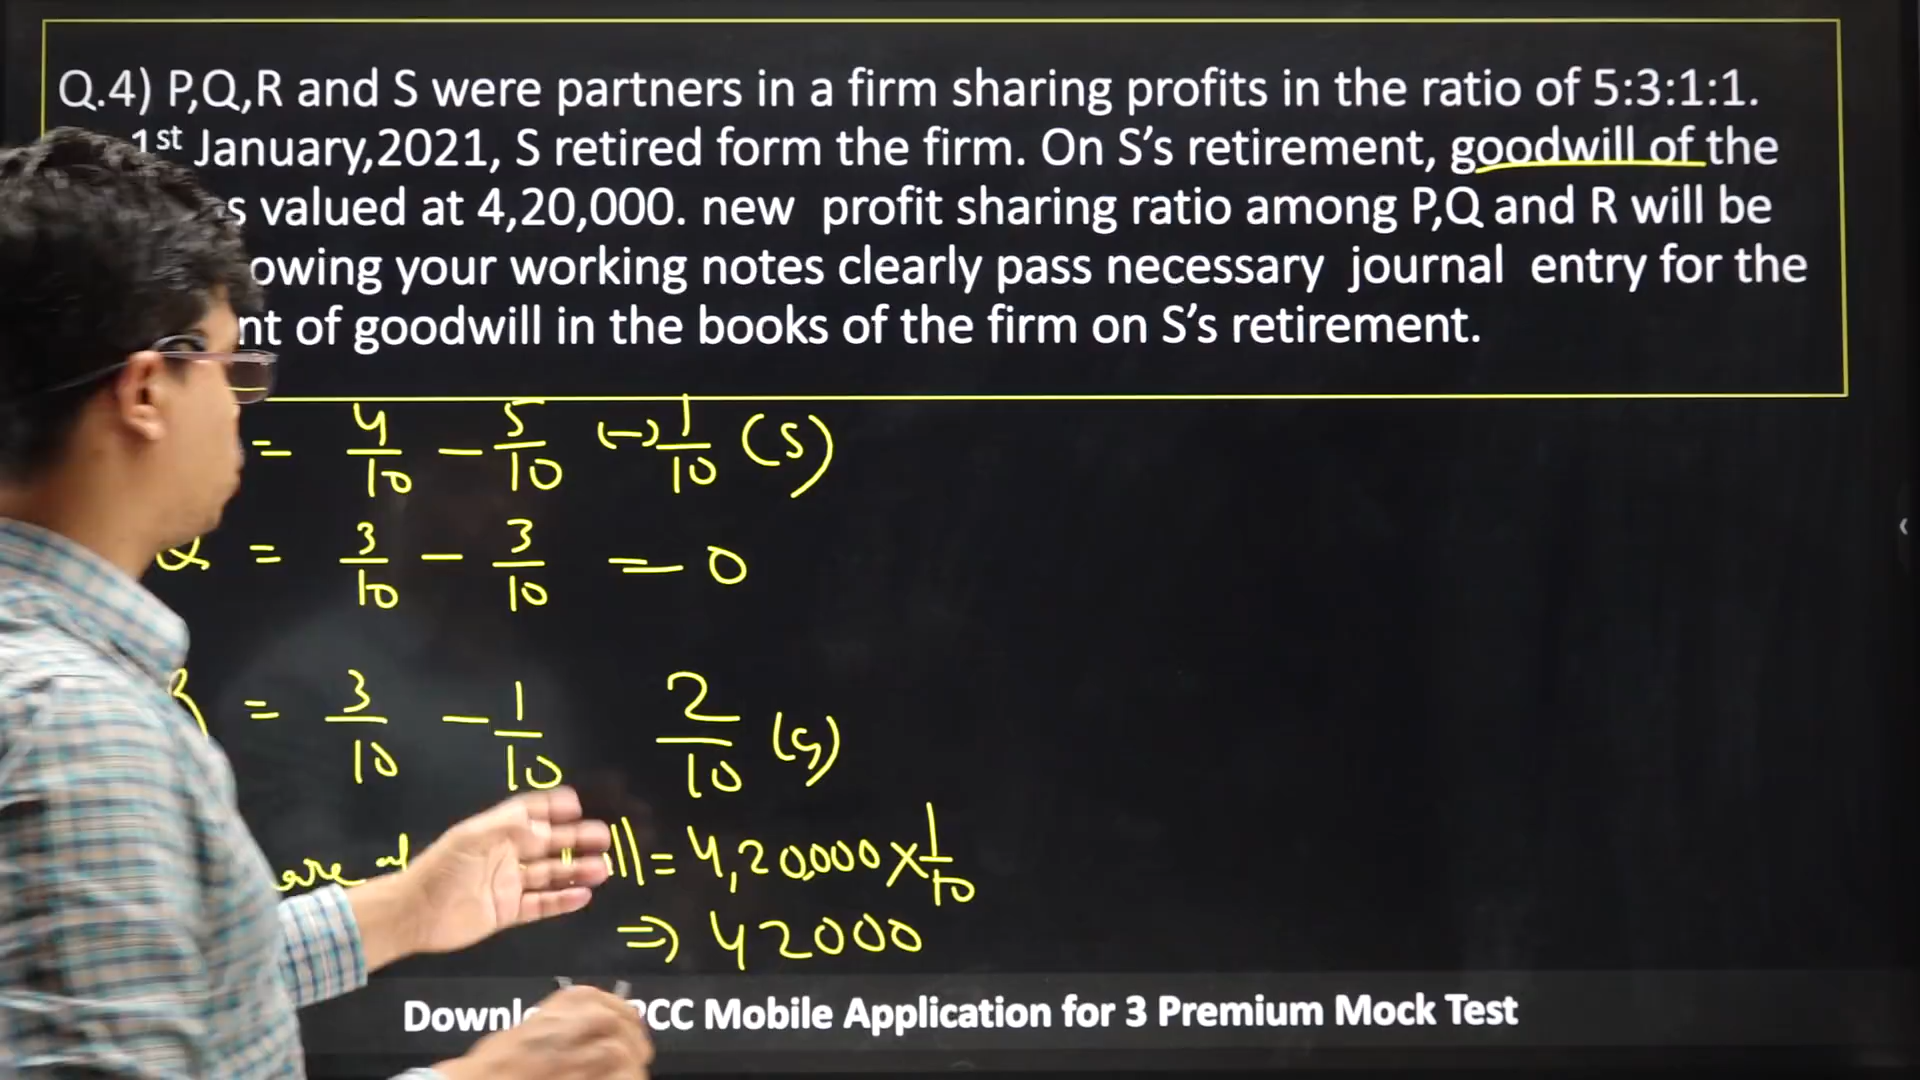 Q.4) P,Q,R and S were partners in a firm sharing profits in the ratio of 5:3:1:1.
1st January,2021, S retired form the firm. On S's retirement, goodwill of the
valued at 4,20,000. new profit sharing ratio among P,Q and R will be
your working notes clearly pass necessary journal entry for the
of goodwill in the books of the firm on S's retirement.
= 4/10 - 5/10 (-) 1/10 (S)
Q = 3/10 - 3/10 = 0
= 3/10 - 1/10 2/10 (G)
= 4,20,000 × 1/10
⇒ 42000
Mobile Application for 3 Premium Mock Test